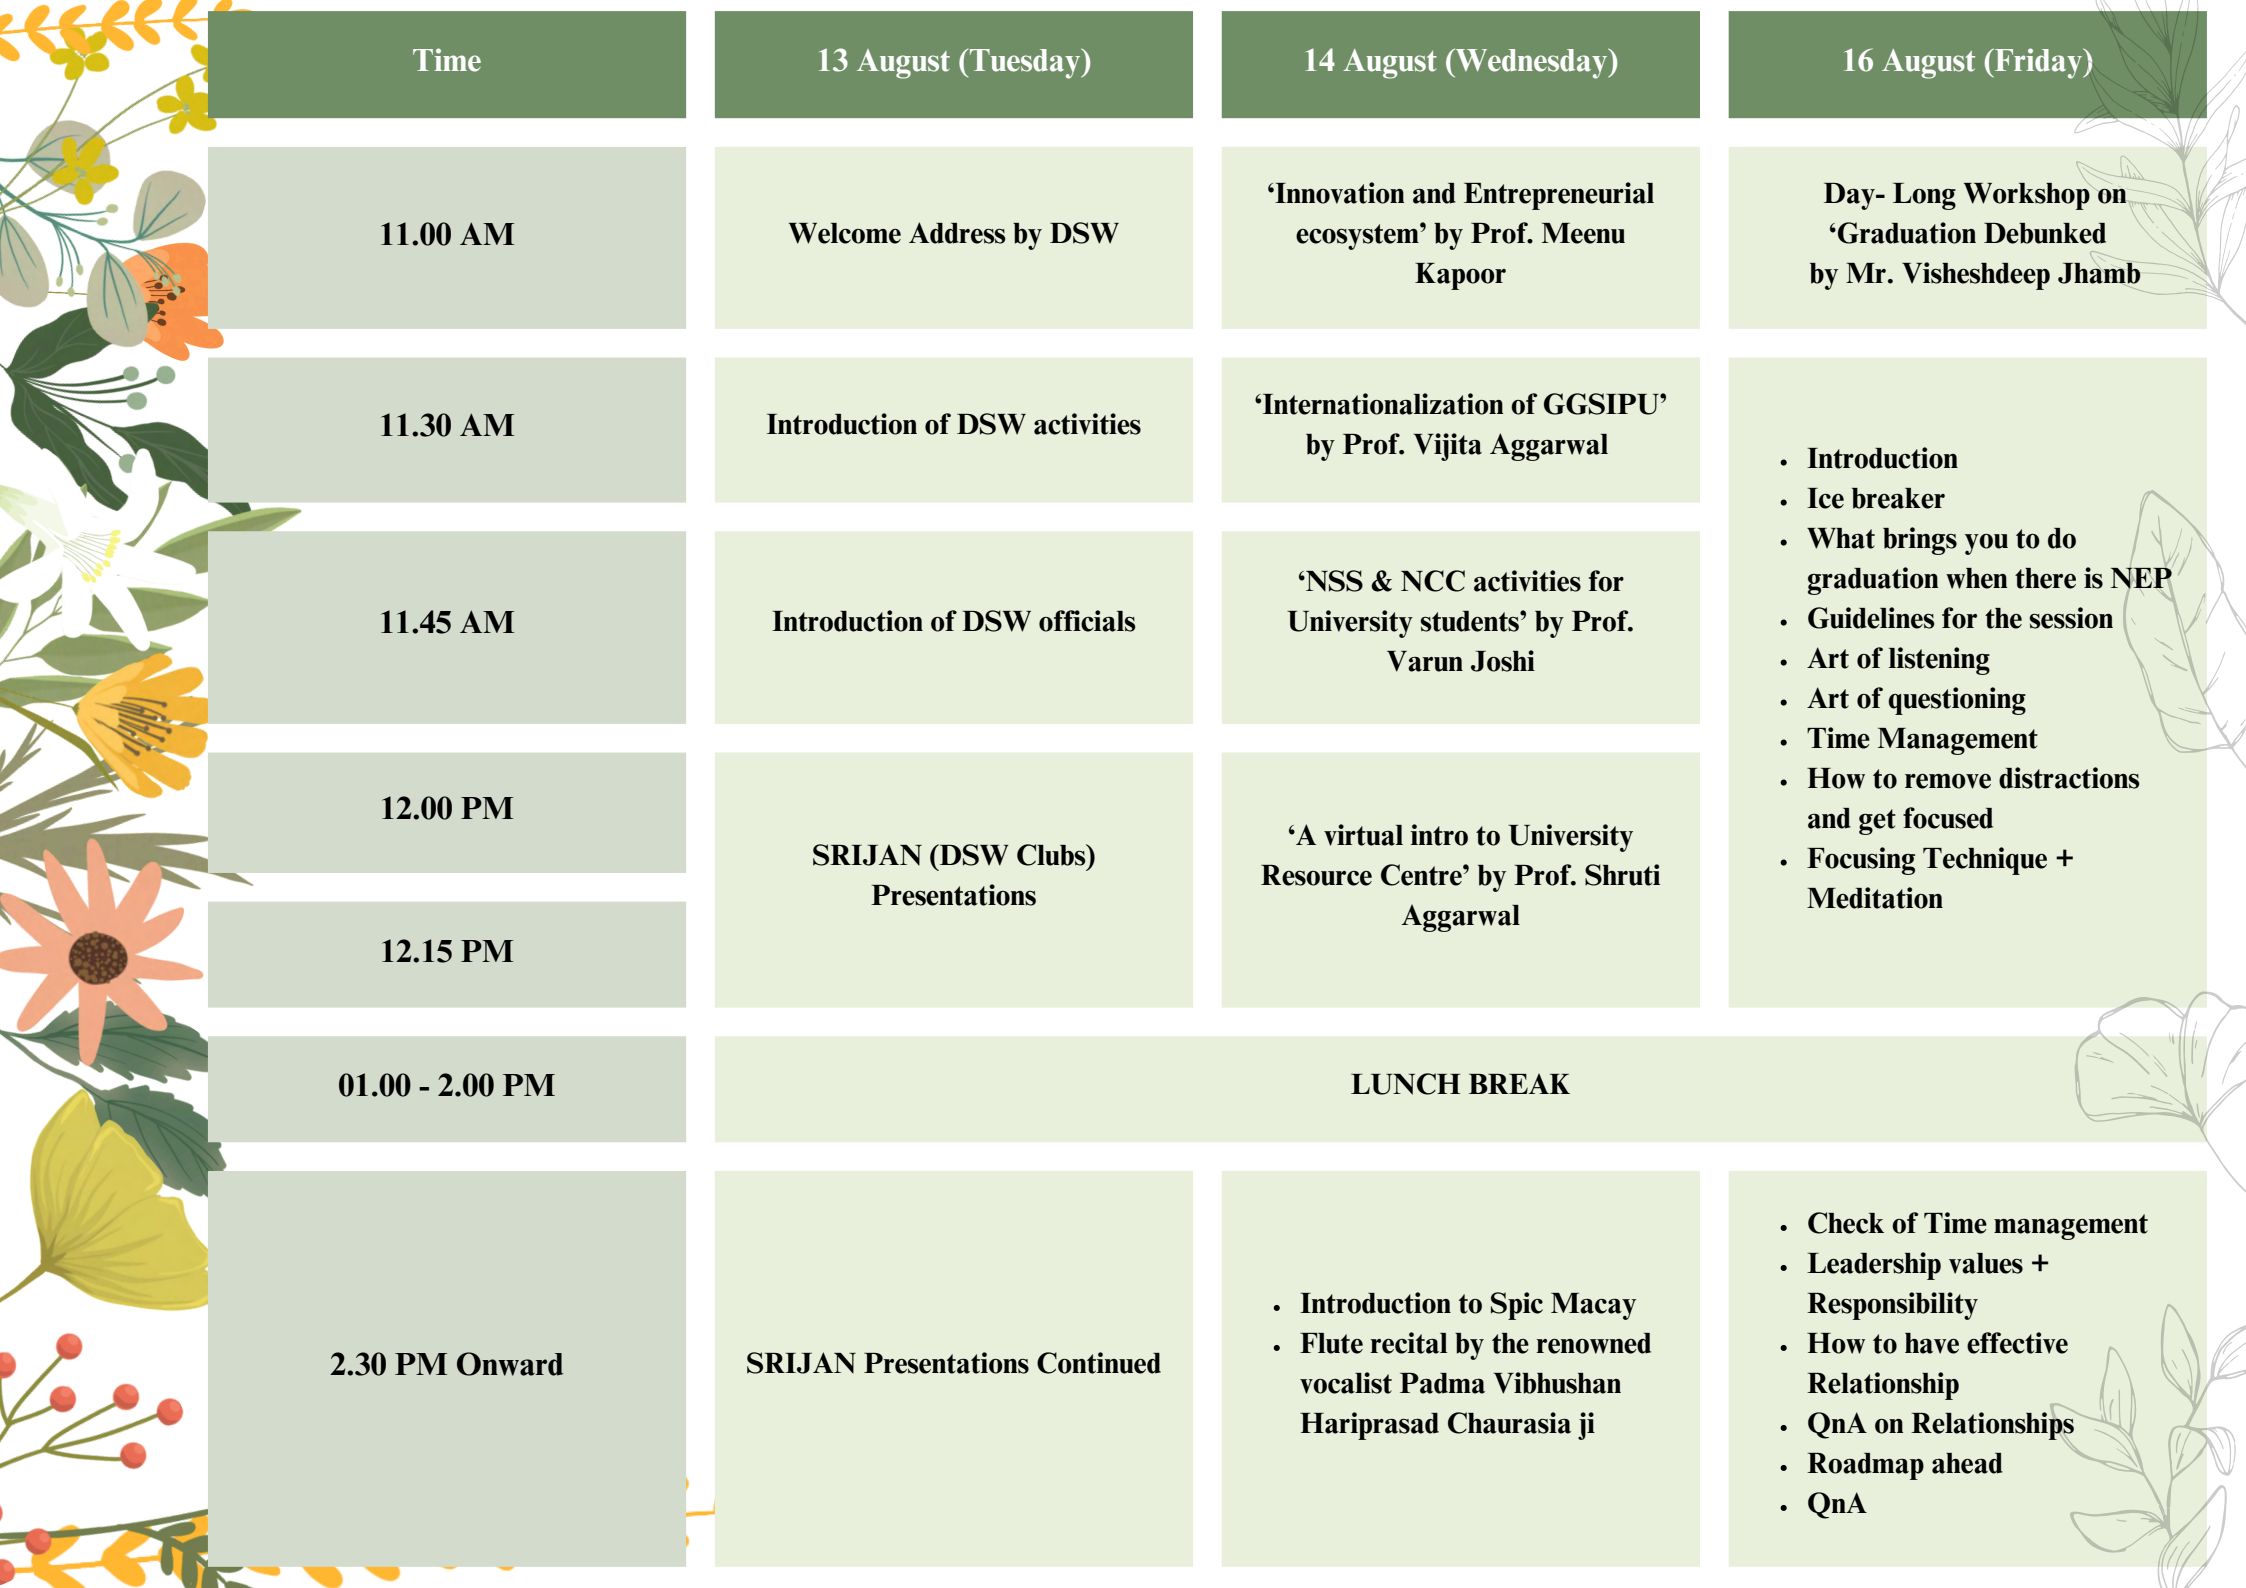 Time
13 August (Tuesday)
14 August (Wednesday)
16 August (Friday)
11.00 AM
Welcome Address by DSW
‘Innovation and Entrepreneurial
ecosystem’ by Prof. Meenu
Kapoor
Day- Long Workshop on
‘Graduation Debunked
by Mr. Visheshdeep Jhamb
11.30 AM
Introduction of DSW activities
‘Internationalization of GGSIPU’
by Prof. Vijita Aggarwal
• Introduction
• Ice breaker
• What brings you to do
graduation when there is NEP
• Guidelines for the session
• Art of listening
• Art of questioning
• Time Management
• How to remove distractions
and get focused
• Focusing Technique +
Meditation
11.45 AM
Introduction of DSW officials
‘NSS & NCC activities for
University students’ by Prof.
Varun Joshi
12.00 PM
SRIJAN (DSW Clubs)
Presentations
‘A virtual intro to University
Resource Centre’ by Prof. Shruti
Aggarwal
12.15 PM
01.00 - 2.00 PM
LUNCH BREAK
2.30 PM Onward
SRIJAN Presentations Continued
• Introduction to Spic Macay
• Flute recital by the renowned
vocalist Padma Vibhushan
Hariprasad Chaurasia ji
• Check of Time management
• Leadership values +
Responsibility
• How to have effective
Relationship
• QnA on Relationships
• Roadmap ahead
• QnA